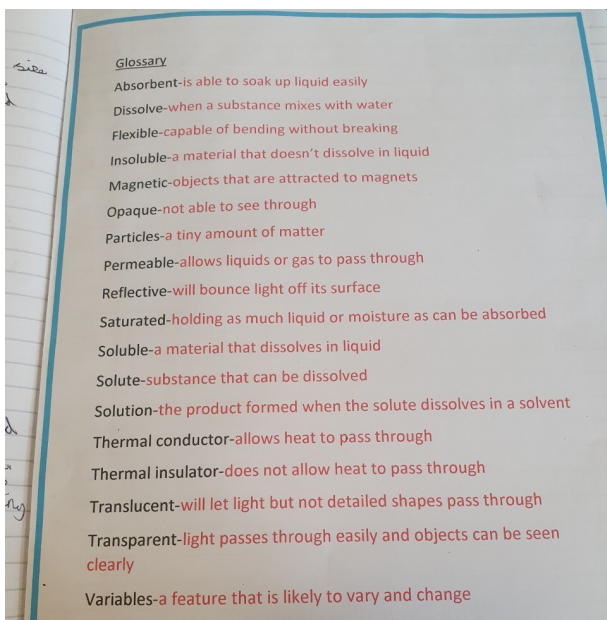 size
Glossary
Absorbent-is able to soak up liquid easily
Dissolve-when a substance mixes with water
Flexible-capable of bending without breaking
Insoluble-a material that doesn't dissolve in liquid
Magnetic-objects that are attracted to magnets
Opaque-not able to see through
Particles-a tiny amount of matter
Permeable-allows liquids or gas to pass through
Reflective-will bounce light off its surface
Saturated-holding as much liquid or moisture as can be absorbed
Soluble-a material that dissolves in liquid
Solute-substance that can be dissolved
Solution-the product formed when the solute dissolves in a solvent
Thermal conductor-allows heat to pass through
Thermal insulator-does not allow heat to pass through
Translucent-will let light but not detailed shapes pass through
Transparent-light passes through easily and objects can be seen
clearly
Variables-a feature that is likely to vary and change